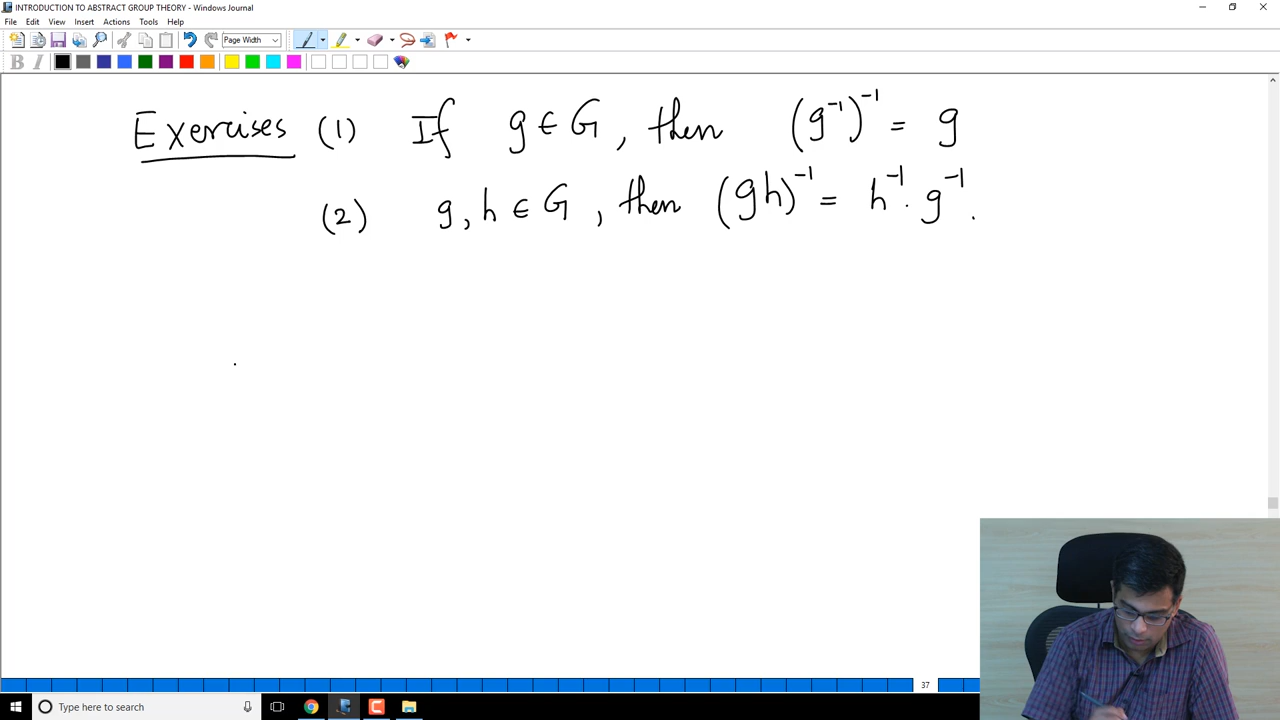 INTRODUCTION TO ABSTRACT GROUP THEORY - Windows Journal
File Edit View Insert Actions Tools Help
Page Width
B I
Exercises (1) If g ∈ G, then (g⁻¹)⁻¹ = g
(2) g, h ∈ G, then (gh)⁻¹ = h⁻¹ · g⁻¹.
37
Type here to search